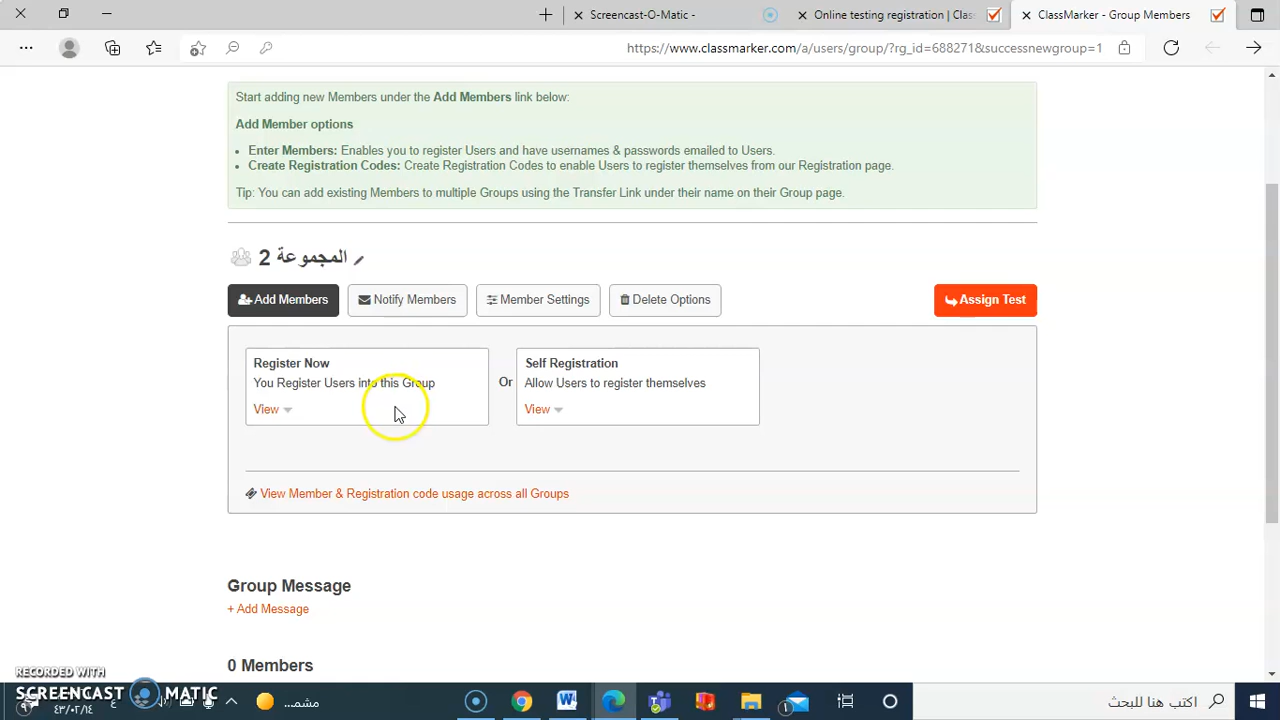 Screencast-O-Matic -
Online testing registration | Clas
ClassMarker - Group Members
https://www.classmarker.com/a/users/group/?rg_id=688271&successnewgroup=1
Start adding new Members under the Add Members link below:
Add Member options
Enter Members: Enables you to register Users and have usernames & passwords emailed to Users.
Create Registration Codes: Create Registration Codes to enable Users to register themselves from our Registration page.
Tip: You can add existing Members to multiple Groups using the Transfer Link under their name on their Group page.
المجموعة 2
Add Members
Notify Members
Member Settings
Delete Options
Assign Test
Register Now
You Register Users into this Group
View
Or
Self Registration
Allow Users to register themselves
View
View Member & Registration code usage across all Groups
Group Message
+ Add Message
0 Members
RECORDED WITH
SCREENCAST MATIC
مشمـ...
اكتب هنا للبحث